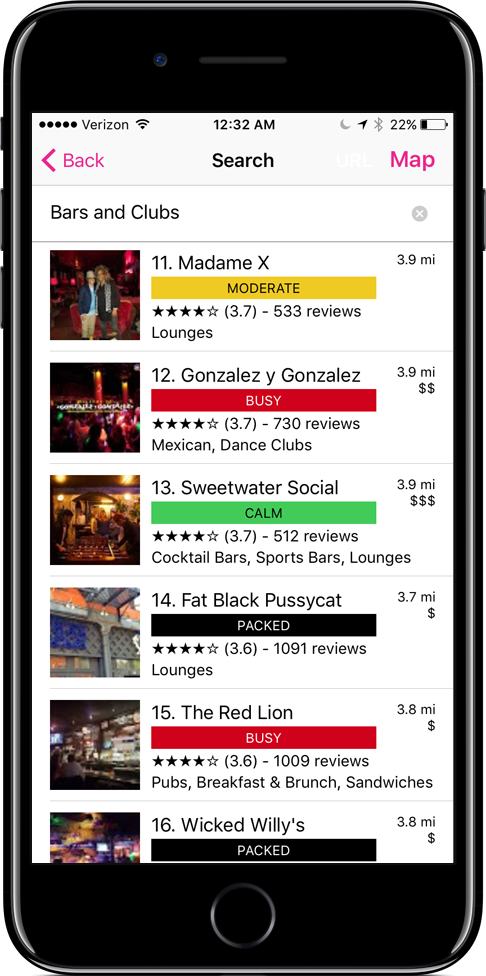 Verizon 12:32 AM 22%
Back Search URL Map
Bars and Clubs
11. Madame X 3.9 mi
MODERATE
★★★★☆ (3.7) - 533 reviews
Lounges
12. Gonzalez y Gonzalez 3.9 mi
BUSY $$
★★★★☆ (3.7) - 730 reviews
Mexican, Dance Clubs
13. Sweetwater Social 3.9 mi
CALM $$$
★★★★☆ (3.7) - 512 reviews
Cocktail Bars, Sports Bars, Lounges
14. Fat Black Pussycat 3.7 mi
PACKED $
★★★★☆ (3.6) - 1091 reviews
Lounges
15. The Red Lion 3.8 mi
BUSY $
★★★★☆ (3.6) - 1009 reviews
Pubs, Breakfast & Brunch, Sandwiches
16. Wicked Willy's 3.8 mi
PACKED $